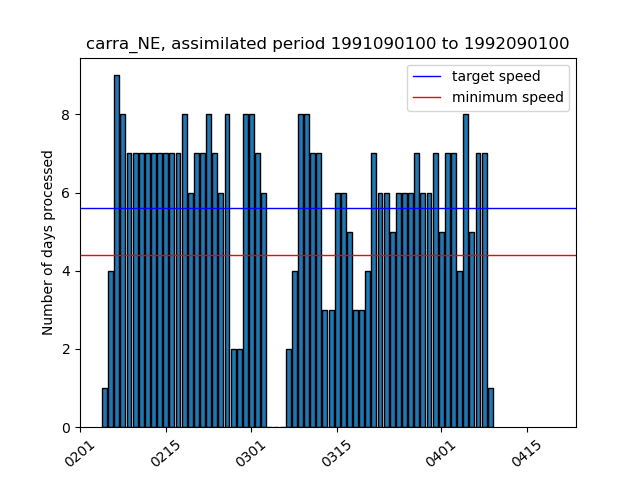 carra_NE, assimilated period 1991090100 to 1992090100
target speed
minimum speed
Number of days processed
8
6
4
2
0
0201
0215
0301
0315
0401
0415